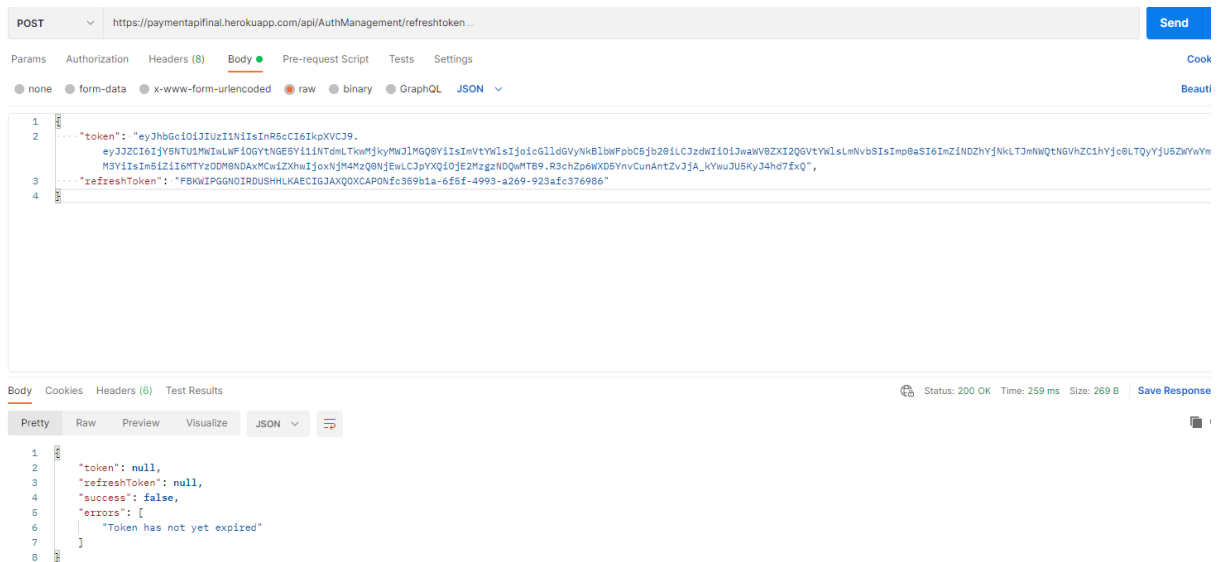 POST https://paymentapifinal.herokuapp.com/api/AuthManagement/refreshtoken ... Send
Params Authorization Headers (8) Body Pre-request Script Tests Settings Cook
none form-data x-www-form-urlencoded raw binary GraphQL JSON Beauti
1 {
2 "token": "eyJhbGciOiJIUzI1NiIsInR5cCI6IkpXVCJ9.
3 "refreshToken": "FBKWIPGGNOIRDUSHHLKAECIGJAXQOXCAPONfc359b1a-6f5f-4993-a269-923afc376986"
4 }
Body Cookies Headers (6) Test Results Status: 200 OK Time: 259 ms Size: 269 B Save Response
Pretty Raw Preview Visualize JSON
1 {
2 "token": null,
3 "refreshToken": null,
4 "success": false,
5 "errors": [
6 "Token has not yet expired"
7 ]
8 }